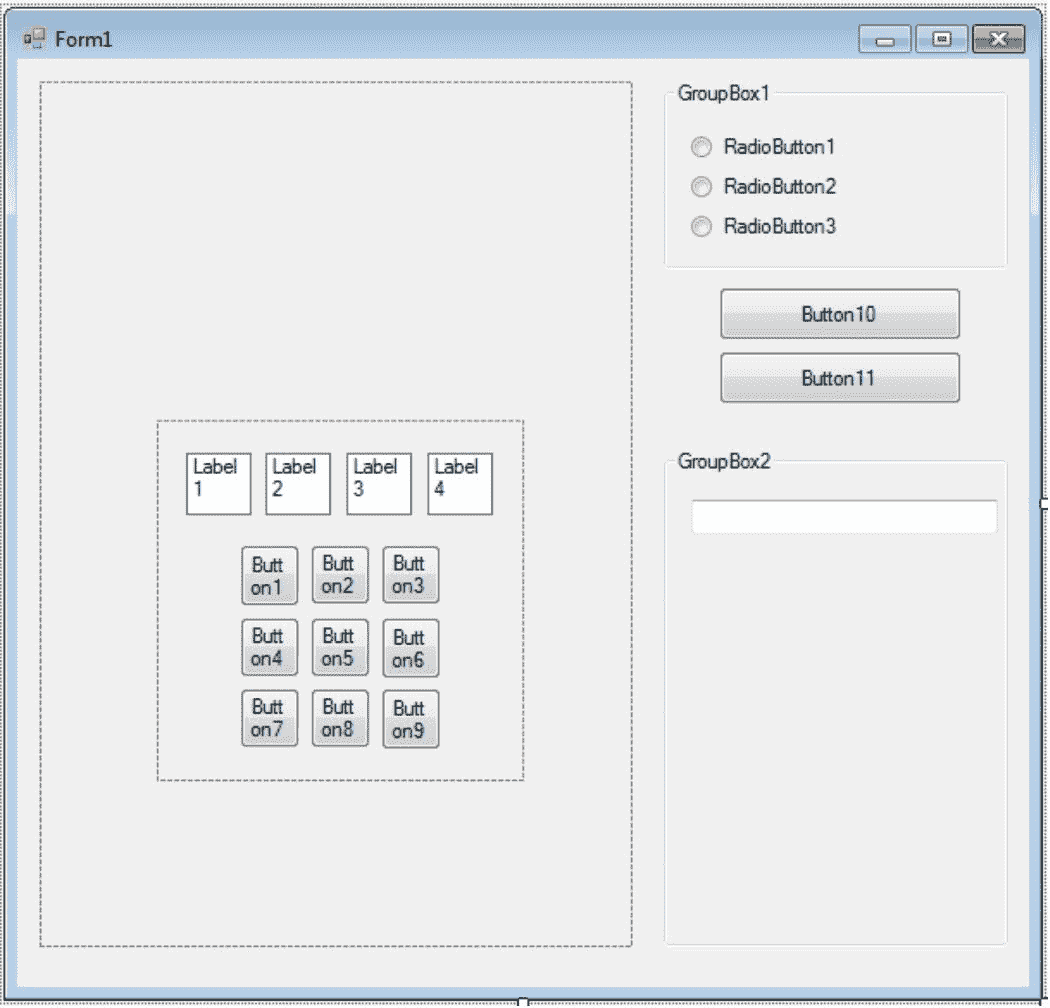 Form1
GroupBox1
RadioButton1
RadioButton2
RadioButton3
Button10
Button11
Label
1
Label
2
Label
3
Label
4
Butt
on1
Butt
on2
Butt
on3
Butt
on4
Butt
on5
Butt
on6
Butt
on7
Butt
on8
Butt
on9
GroupBox2